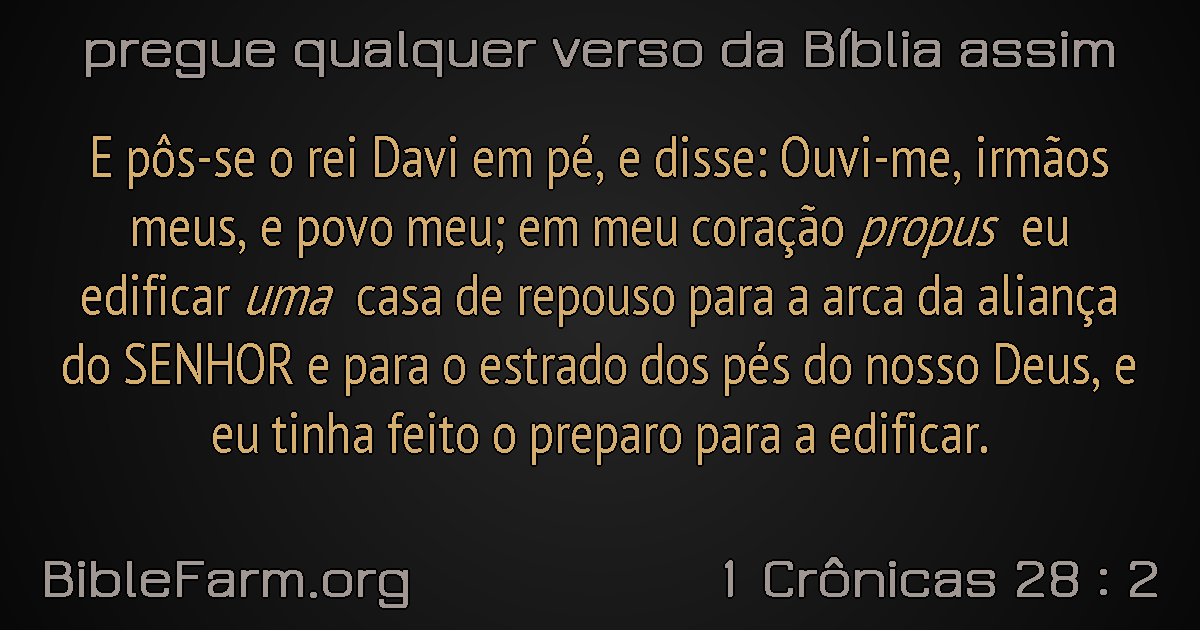 pregue qualquer verso da Bíblia assim
E pôs-se o rei Davi em pé, e disse: Ouvi-me, irmãos
meus, e povo meu; em meu coração propus eu
edificar uma casa de repouso para a arca da aliança
do SENHOR e para o estrado dos pés do nosso Deus, e
eu tinha feito o preparo para a edificar.
BibleFarm.org
1 Crônicas 28 : 2